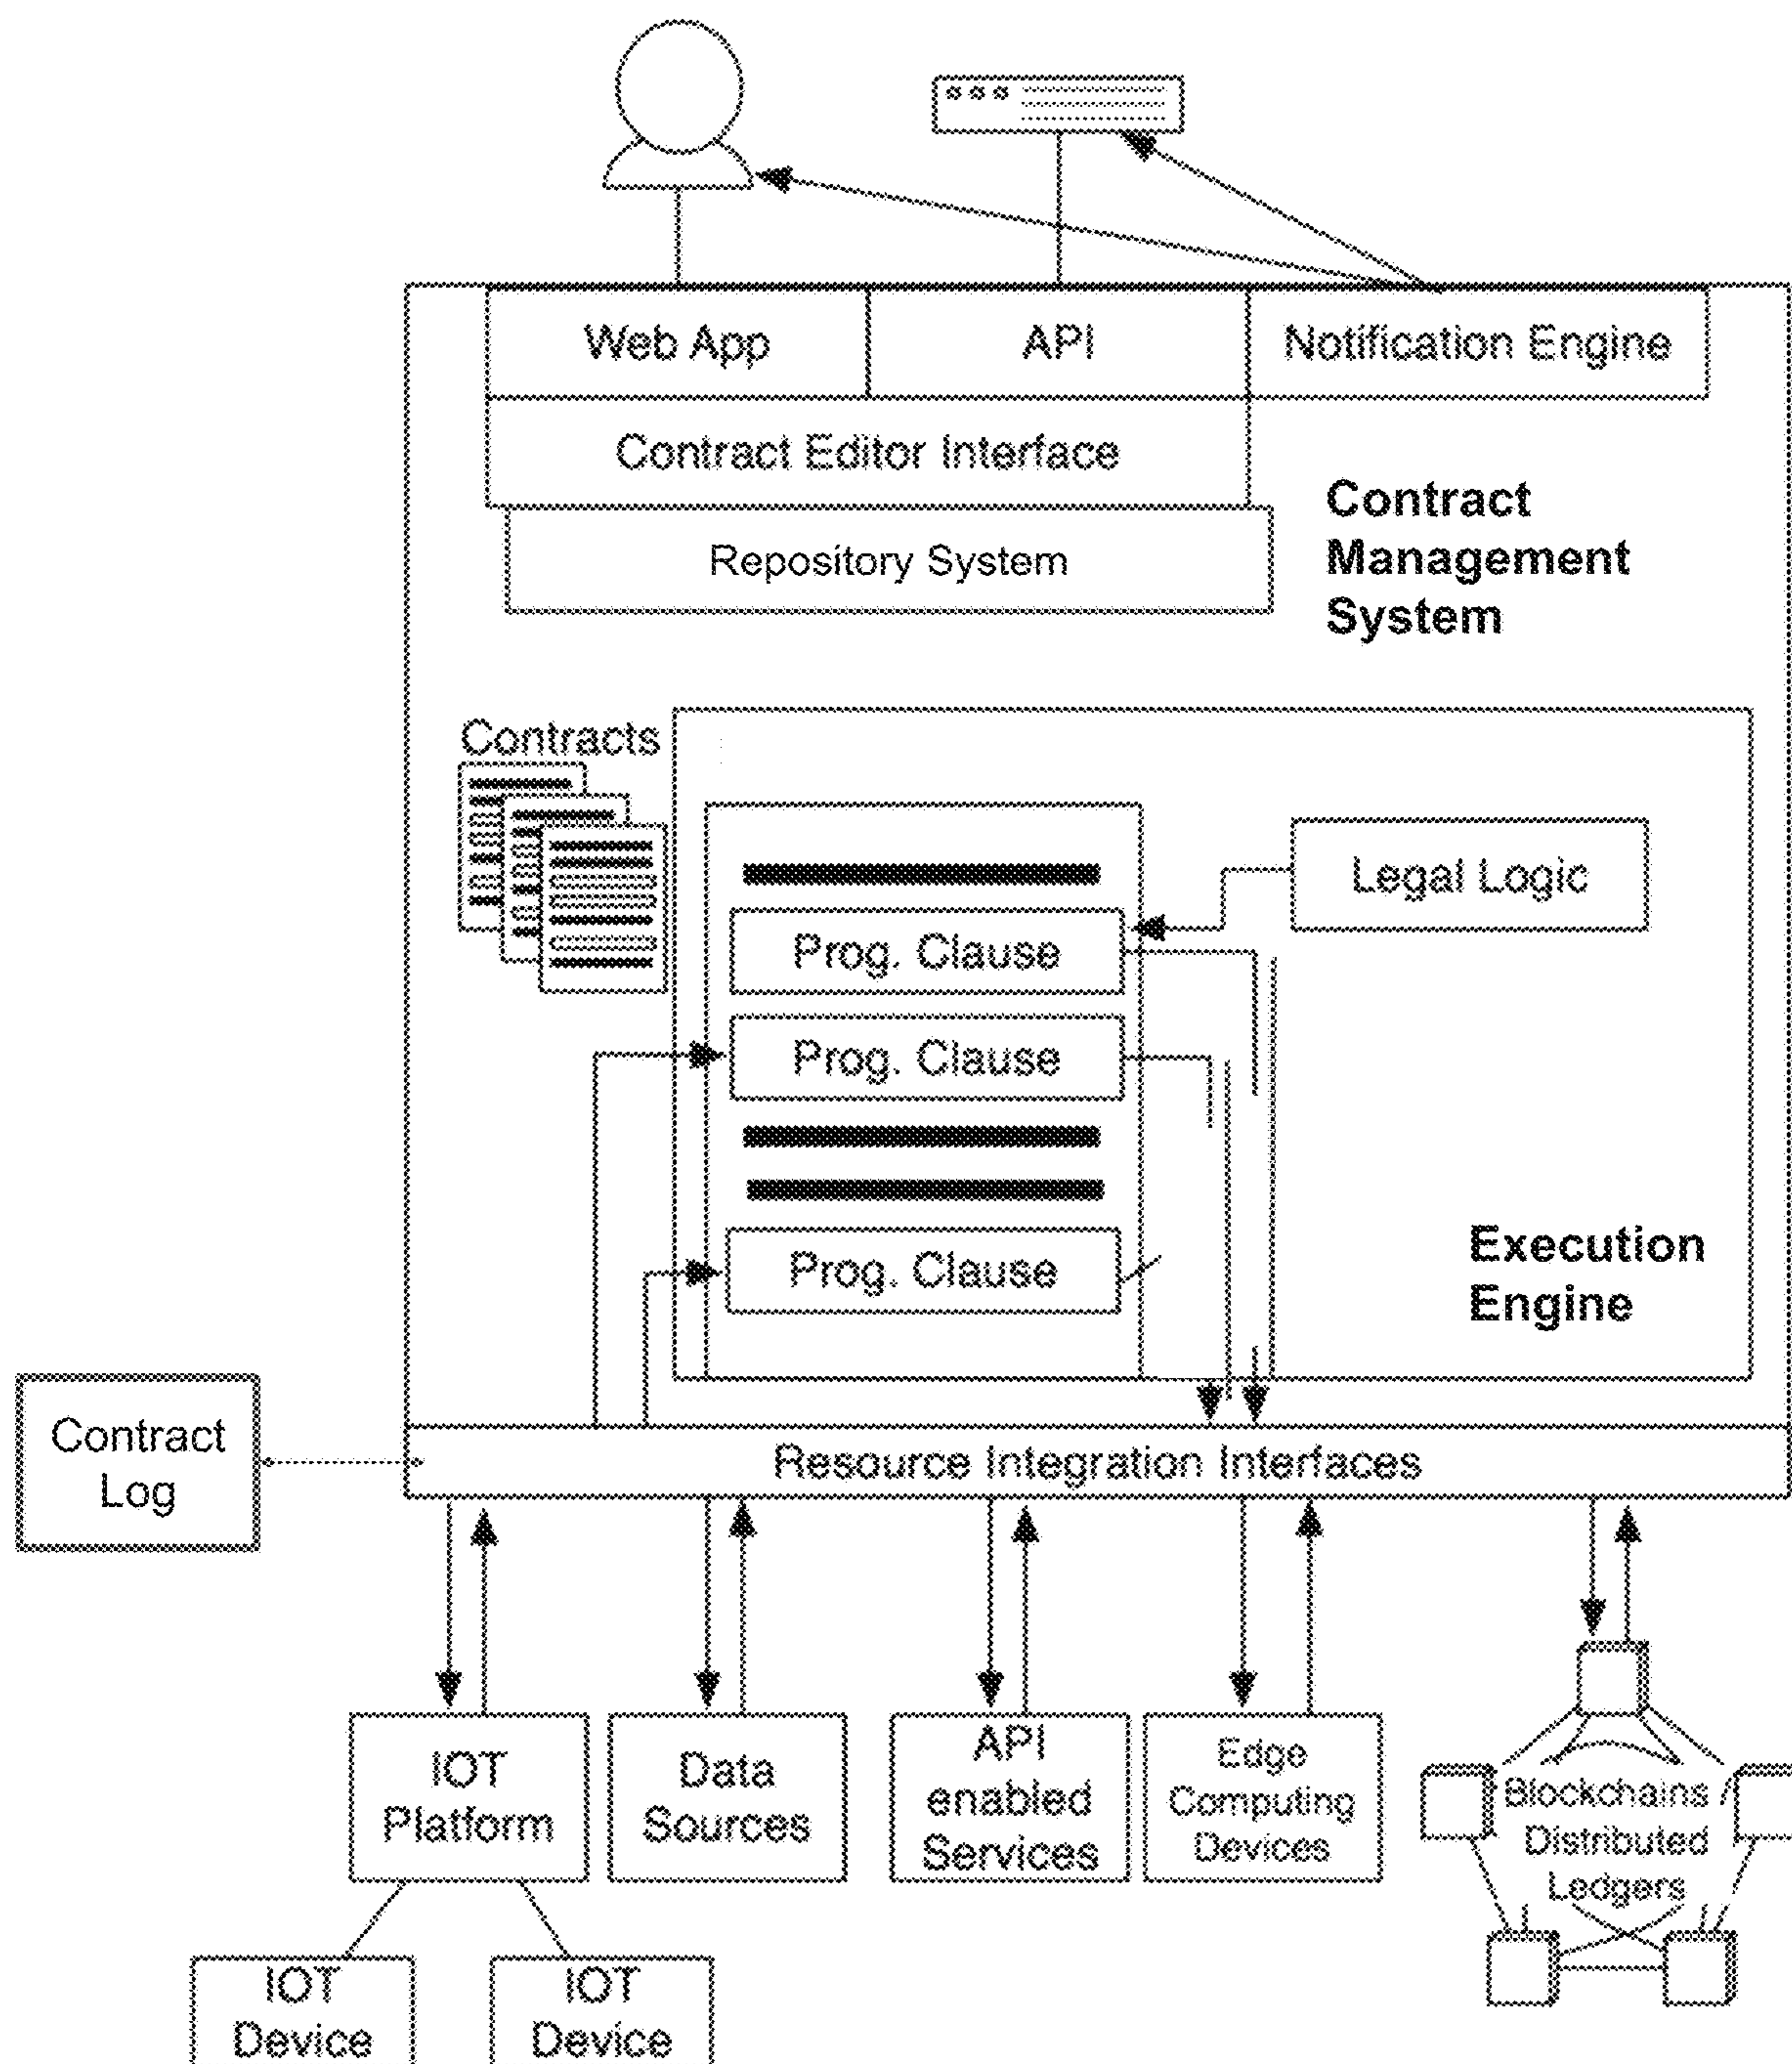 Web App
API
Notification Engine
Contract Editor Interface
Repository System
Contract
Management
System
Contracts
Legal Logic
Prog. Clause
Prog. Clause
Prog. Clause
Execution
Engine
Contract
Log
Resource Integration Interfaces
IOT
Platform
Data
Sources
API
enabled
Services
Edge
Computing
Devices
Blockchains /
Distributed
Ledgers
IOT
Device
IOT
Device